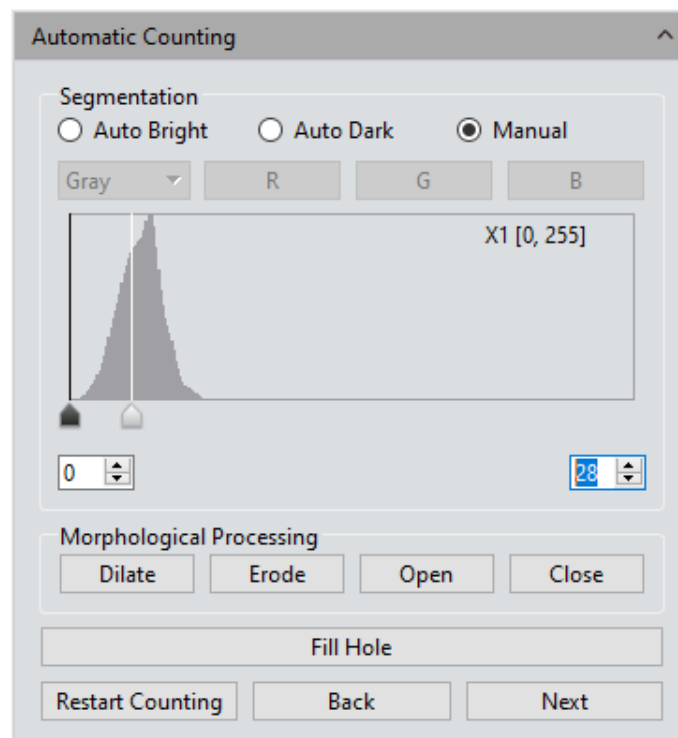 Automatic Counting
Segmentation
Auto Bright Auto Dark Manual
Gray R G B
X1 [0, 255]
0 28
Morphological Processing
Dilate Erode Open Close
Fill Hole
Restart Counting Back Next